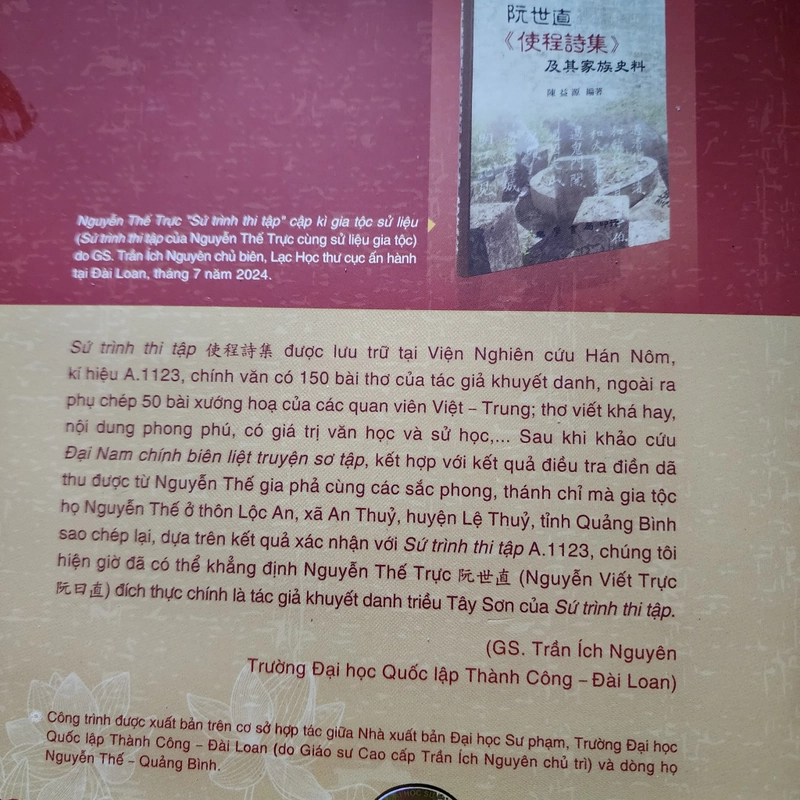 阮世直
《使程詩集》
及其家族史料
陳益源 編著
Nguyễn Thế Trực "Sứ trình thi tập" cập kì gia tộc sử liệu
(Sứ trình thi tập của Nguyễn Thế Trực cùng sử liệu gia tộc)
do GS. Trần Ích Nguyên chủ biên, Lạc Học thư cục ấn hành
tại Đài Loan, tháng 7 năm 2024.
Sứ trình thi tập 使程詩集 được lưu trữ tại Viện Nghiên cứu Hán Nôm,
kí hiệu A.1123, chính văn có 150 bài thơ của tác giả khuyết danh, ngoài ra
phụ chép 50 bài xướng hoạ của các quan viên Việt – Trung; thơ viết khá hay,
nội dung phong phú, có giá trị văn học và sử học,... Sau khi khảo cứu
Đại Nam chính biên liệt truyện sơ tập, kết hợp với kết quả điều tra điền dã
thu được từ Nguyễn Thế gia phả cùng các sắc phong, thánh chỉ mà gia tộc
họ Nguyễn Thế ở thôn Lộc An, xã An Thuỷ, huyện Lệ Thuỷ, tỉnh Quảng Bình
sao chép lại, dựa trên kết quả xác nhận với Sứ trình thi tập A.1123, chúng tôi
hiện giờ đã có thể khẳng định Nguyễn Thế Trực 阮世直 (Nguyễn Viết Trực
阮曰直) đích thực chính là tác giả khuyết danh triều Tây Sơn của Sứ trình thi tập.
(GS. Trần Ích Nguyên
Trường Đại học Quốc lập Thành Công – Đài Loan)
Công trình được xuất bản trên cơ sở hợp tác giữa Nhà xuất bản Đại học Sư phạm, Trường Đại học
Quốc lập Thành Công – Đài Loan (do Giáo sư Cao cấp Trần Ích Nguyên chủ trì) và dòng họ
Nguyễn Thế – Quảng Bình.